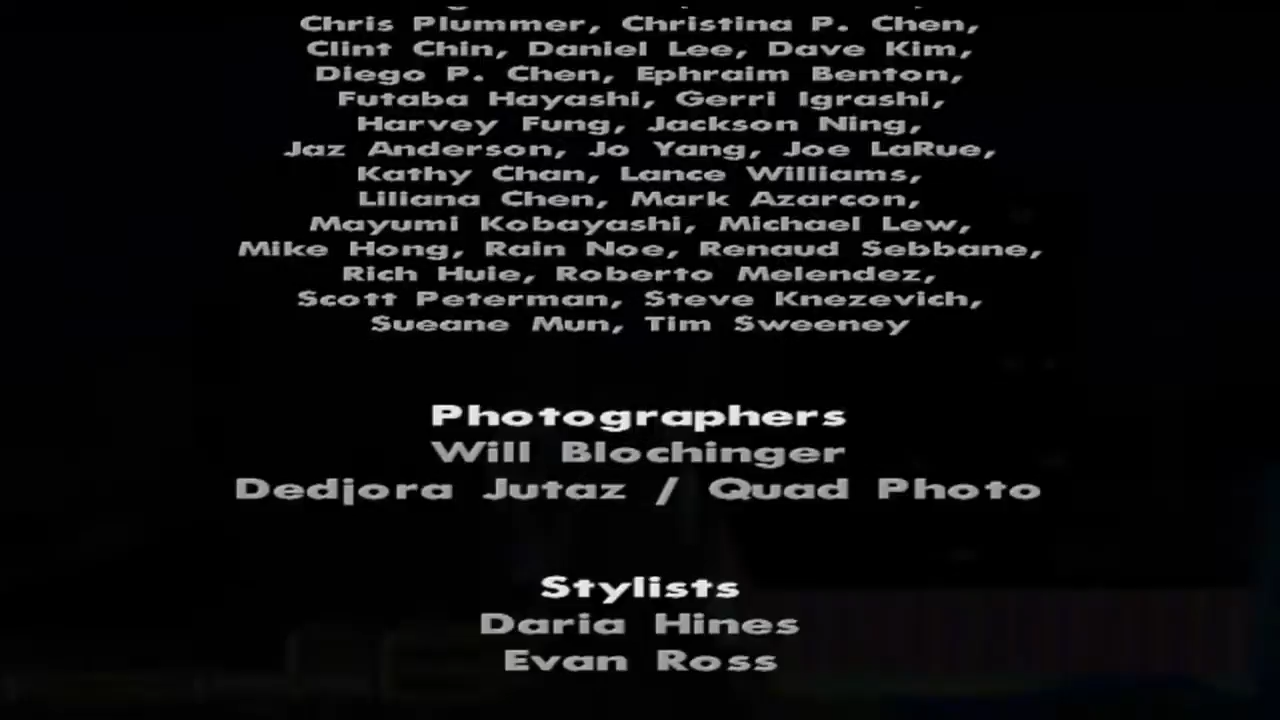 Chris Plummer, Christina P. Chen,
Clint Chin, Daniel Lee, Dave Kim,
Diego P. Chen, Ephraim Benton,
Futaba Hayashi, Gerri Igrashi,
Harvey Fung, Jackson Ning,
Jaz Anderson, Jo Yang, Joe LaRue,
Kathy Chan, Lance Williams,
Liliana Chen, Mark Azarcon,
Mayumi Kobayashi, Michael Lew,
Mike Hong, Rain Noe, Renaud Sebbane,
Rich Huie, Roberto Melendez,
Scott Peterman, Steve Knezevich,
Sueane Mun, Tim Sweeney
Photographers
Will Blochinger
Dedjora Jutaz / Quad Photo
Stylists
Daria Hines
Evan Ross